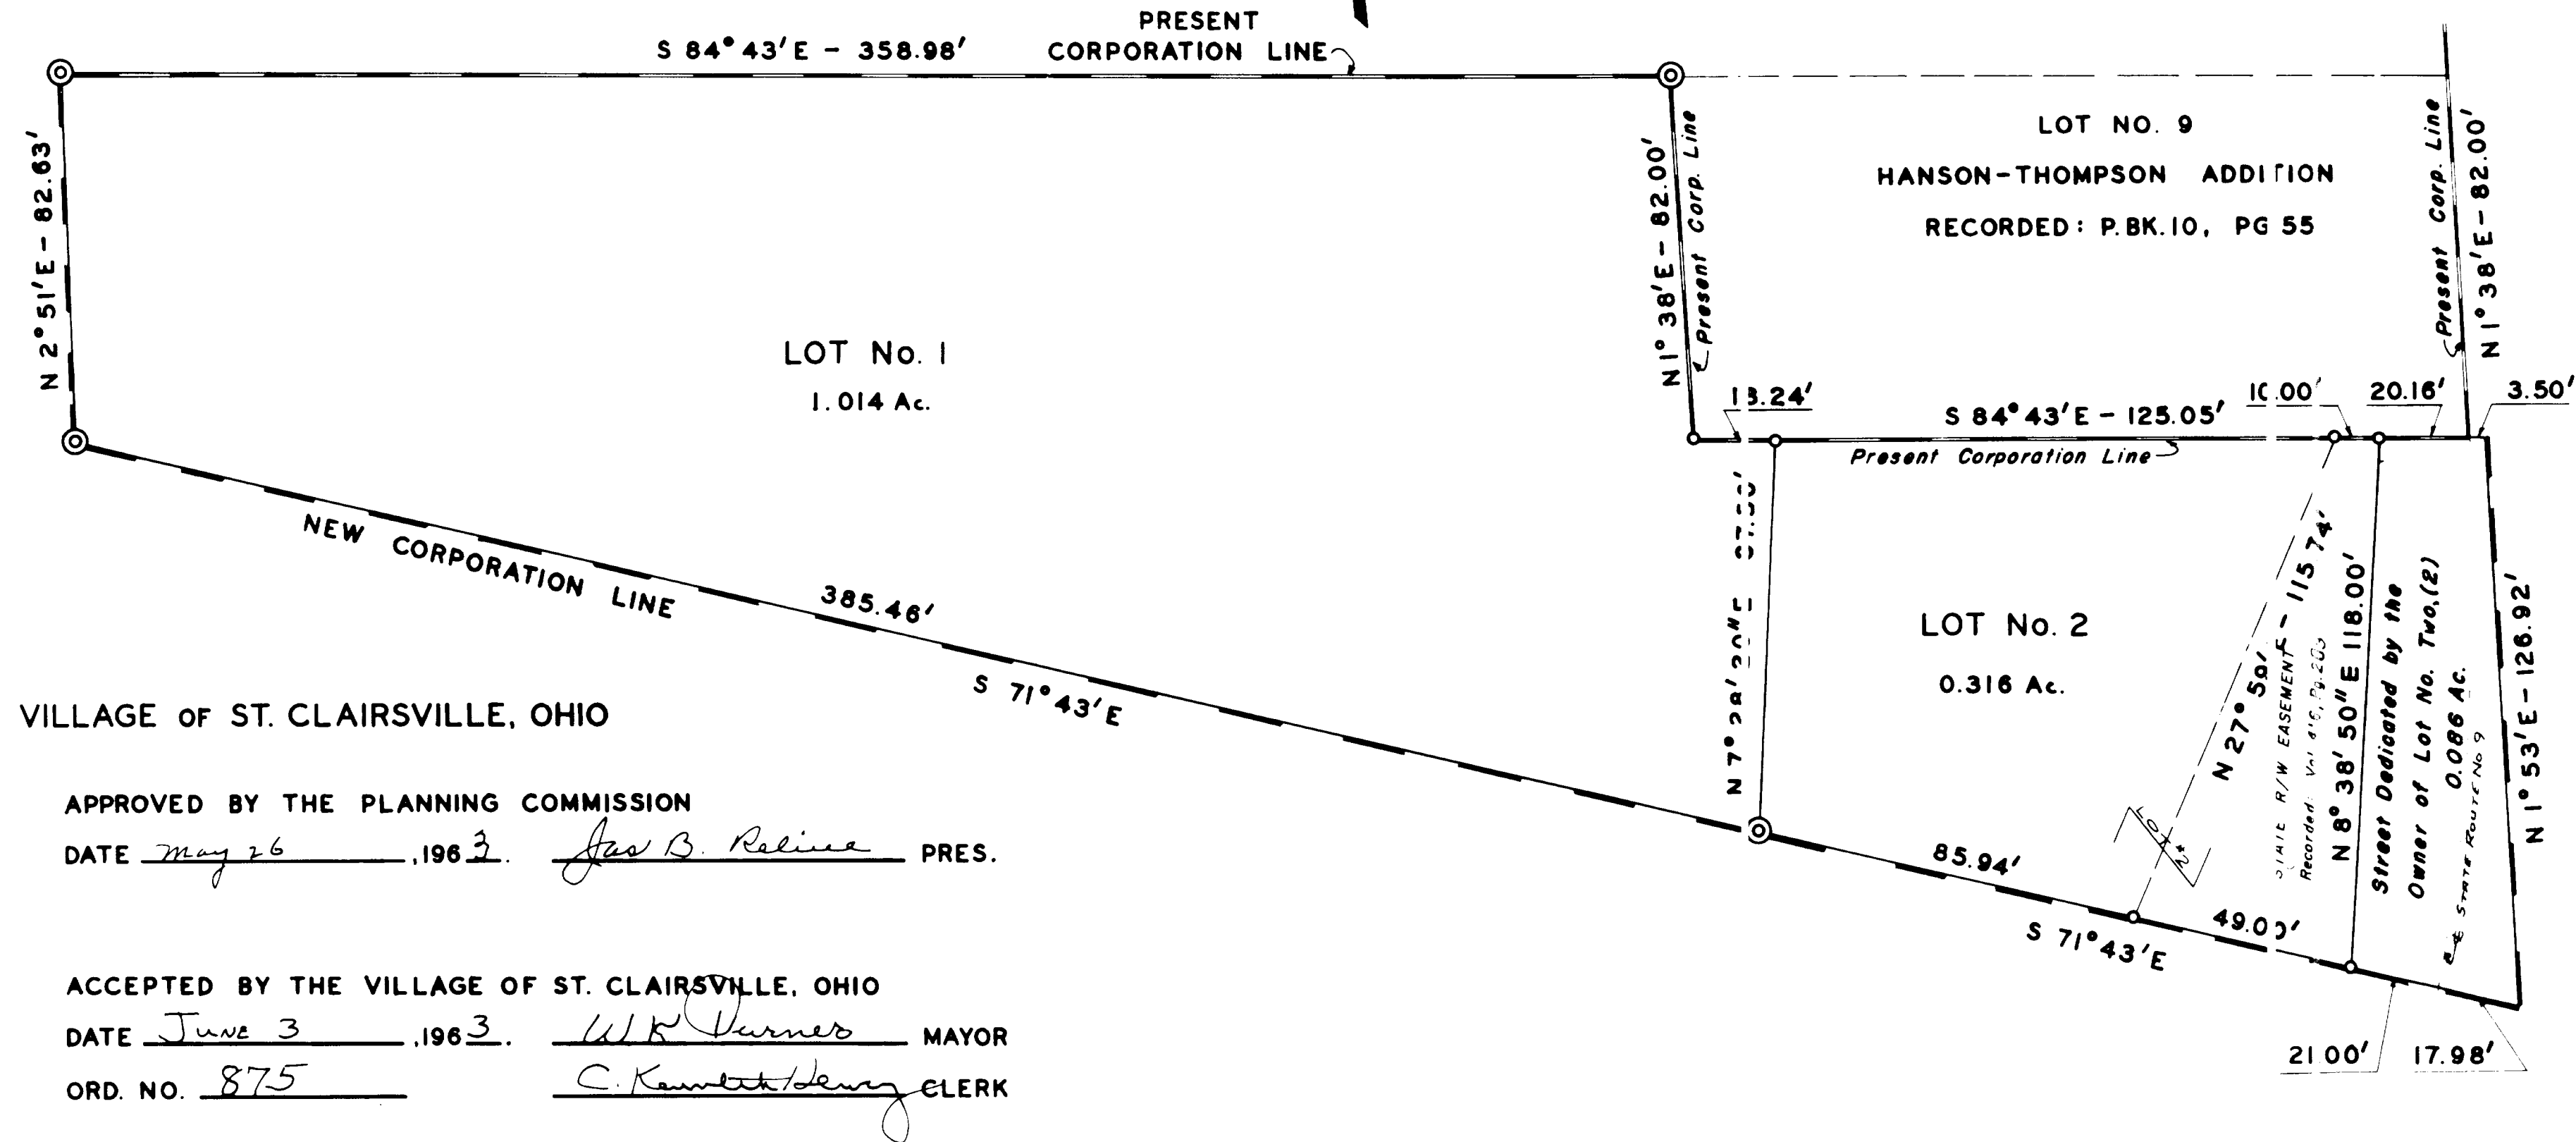 PRESENT
CORPORATION LINE
S 84° 43' E - 358.98'
N 2° 51' E - 82.63'
N 1° 38' E - 82.00'
Present Corp. Line
LOT NO. 9
HANSON-THOMPSON ADDITION
RECORDED: P. BK. 10, PG 55
Present Corp. Line
N 1° 38' E - 82.00'
LOT No. 1
1.014 Ac.
.24'
S 84° 43' E - 125.05'
.00'
20.16'
3.50'
Present Corporation Line
NEW CORPORATION LINE
385.46'
S 71° 43' E
N 7°
LOT No. 2
0.316 Ac.
N 27° - 115.74'
R/W EASEMENT
Recorded:
N 8° 38' 50" E 118.00'
Street Dedicated by the
Owner of Lot No. Two, (2)
0.086 Ac.
STATE ROUTE No 9
N 1° 53' E - 126.92'
LOT
85.94'
49.00'
S 71° 43' E
21.00'
17.98'
VILLAGE OF ST. CLAIRSVILLE, OHIO
APPROVED BY THE PLANNING COMMISSION
DATE May 26, 1963. Jas B. PRES.
ACCEPTED BY THE VILLAGE OF ST. CLAIRSVILLE, OHIO
DATE JUNE 3, 1963. W K MAYOR
ORD. NO. 875 C. Kenneth CLERK